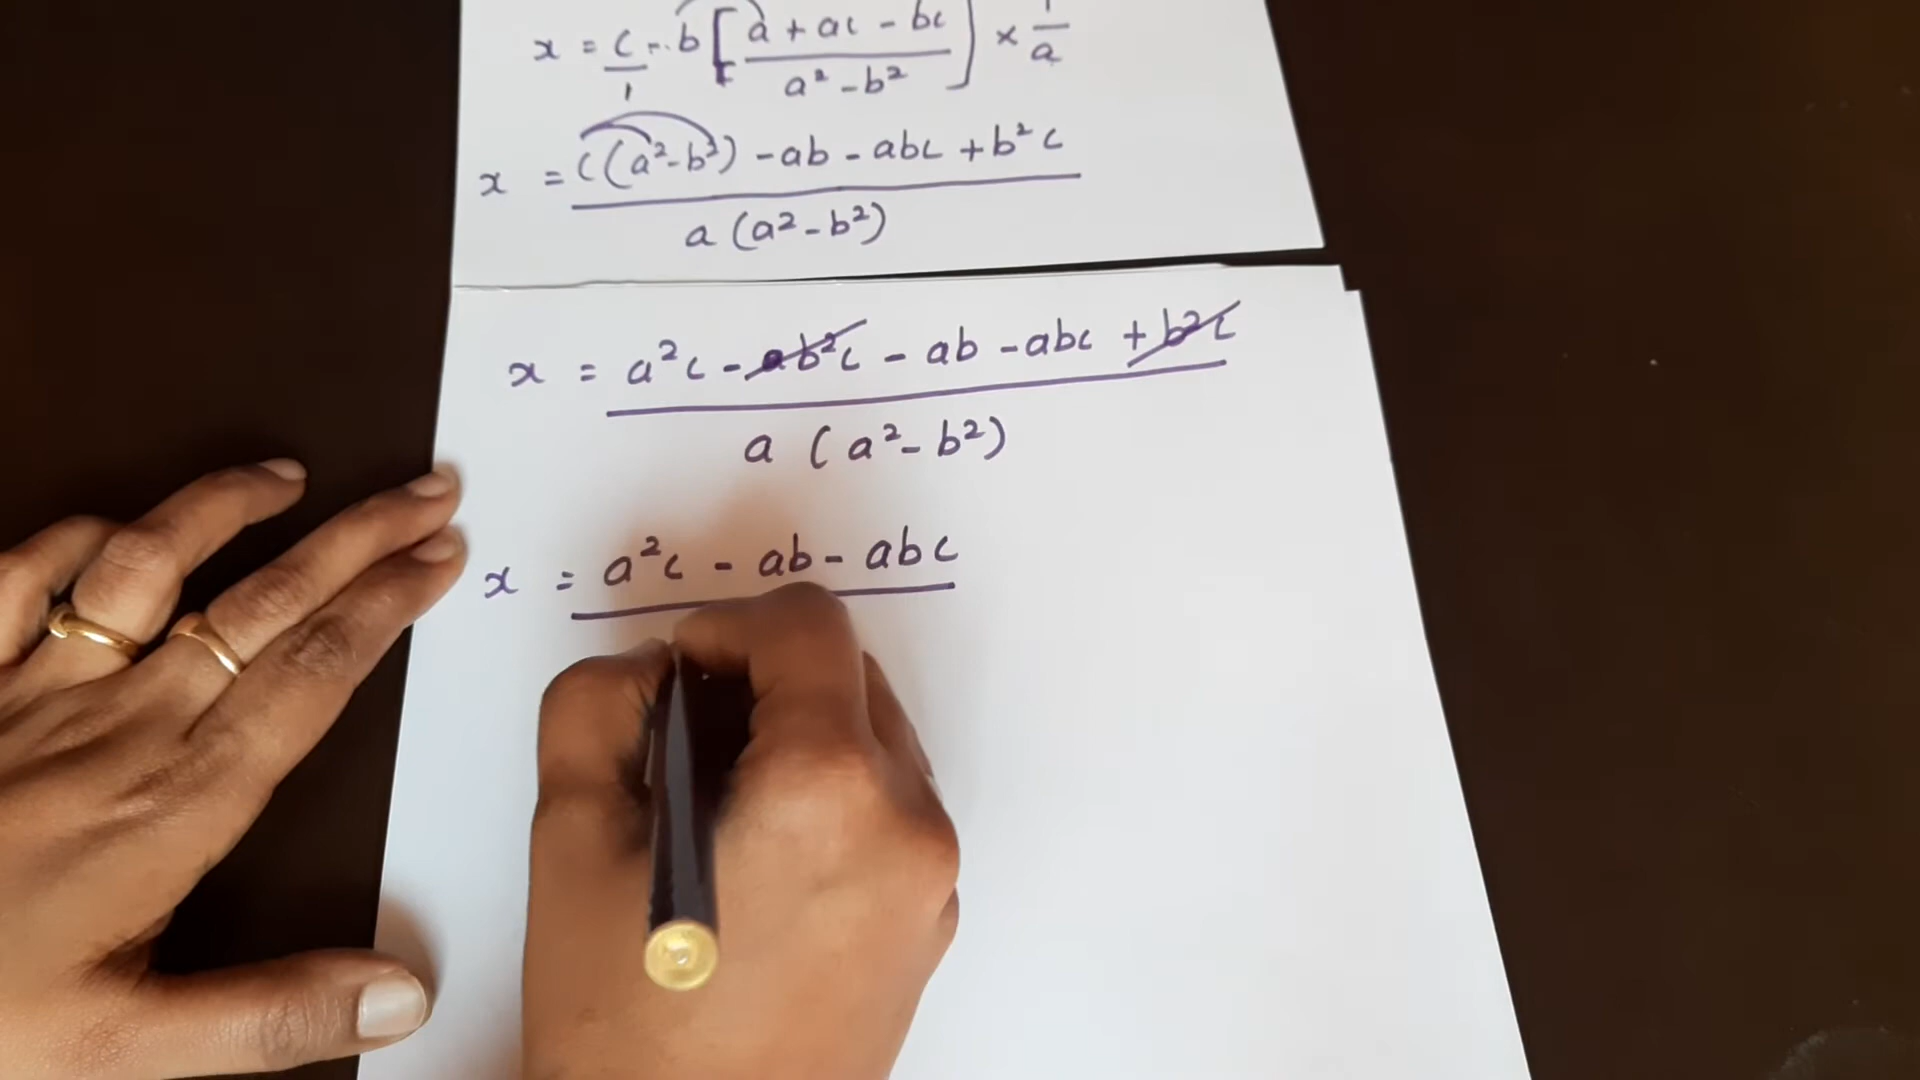 x = c/1 - b [a + ac - bc / a² - b²] × 1/a
x = c(a² - b²) - ab - abc + b²c / a (a² - b²)
x = a²c - ab²c - ab - abc + b²c / a (a² - b²)
x = a²c - ab - abc